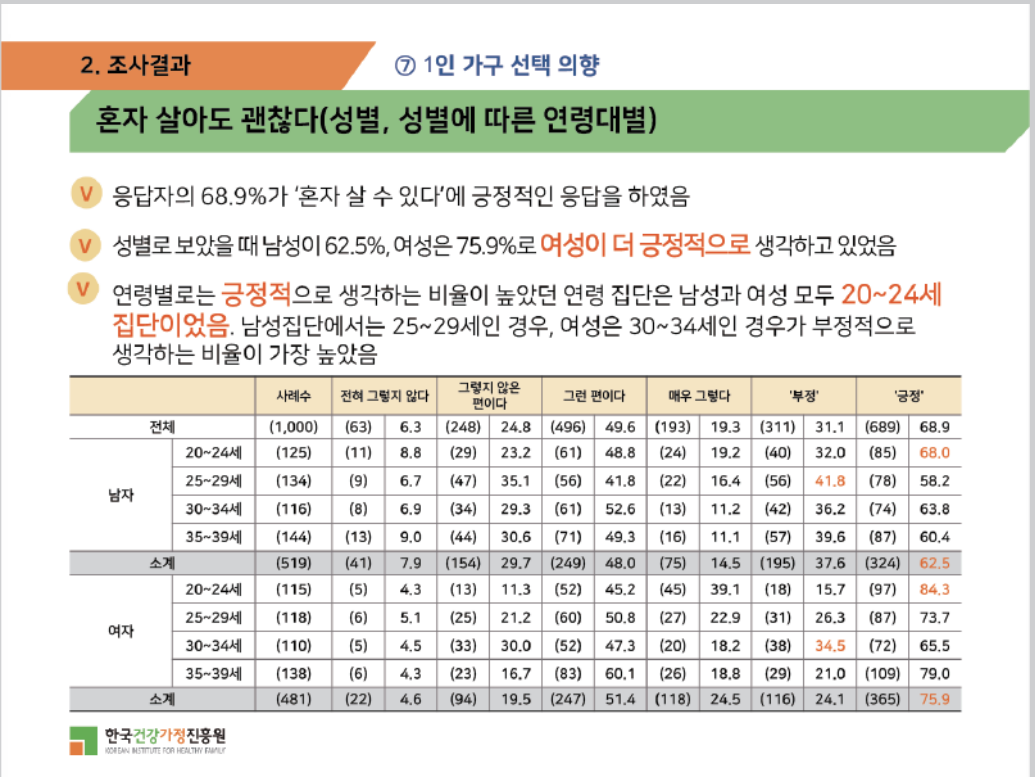 2. 조사결과
⑦ 1인 가구 선택 의향
혼자 살아도 괜찮다(성별, 성별에 따른 연령대별)
V 응답자의 68.9%가 ‘혼자 살 수 있다’에 긍정적인 응답을 하였음
V 성별로 보았을 때 남성이 62.5%, 여성은 75.9%로 여성이 더 긍정적으로 생각하고 있었음
V 연령별로는 긍정적으로 생각하는 비율이 높았던 연령 집단은 남성과 여성 모두 20~24세
집단이었음. 남성집단에서는 25~29세인 경우, 여성은 30~34세인 경우가 부정적으로
생각하는 비율이 가장 높았음
사례수 전혀 그렇지 않다 그렇지 않은 편이다 그런 편이다 매우 그렇다 '부정' '긍정'
전체 (1,000) (63) 6.3 (248) 24.8 (496) 49.6 (193) 19.3 (311) 31.1 (689) 68.9
남자
20~24세 (125) (11) 8.8 (29) 23.2 (61) 48.8 (24) 19.2 (40) 32.0 (85) 68.0
25~29세 (134) (9) 6.7 (47) 35.1 (56) 41.8 (22) 16.4 (56) 41.8 (78) 58.2
30~34세 (116) (8) 6.9 (34) 29.3 (61) 52.6 (13) 11.2 (42) 36.2 (74) 63.8
35~39세 (144) (13) 9.0 (44) 30.6 (71) 49.3 (16) 11.1 (57) 39.6 (87) 60.4
소계 (519) (41) 7.9 (154) 29.7 (249) 48.0 (75) 14.5 (195) 37.6 (324) 62.5
여자
20~24세 (115) (5) 4.3 (13) 11.3 (52) 45.2 (45) 39.1 (18) 15.7 (97) 84.3
25~29세 (118) (6) 5.1 (25) 21.2 (60) 50.8 (27) 22.9 (31) 26.3 (87) 73.7
30~34세 (110) (5) 4.5 (33) 30.0 (52) 47.3 (20) 18.2 (38) 34.5 (72) 65.5
35~39세 (138) (6) 4.3 (23) 16.7 (83) 60.1 (26) 18.8 (29) 21.0 (109) 79.0
소계 (481) (22) 4.6 (94) 19.5 (247) 51.4 (118) 24.5 (116) 24.1 (365) 75.9
한국건강가정진흥원
KOREAN INSTITUTE FOR HEALTHY FAMILY